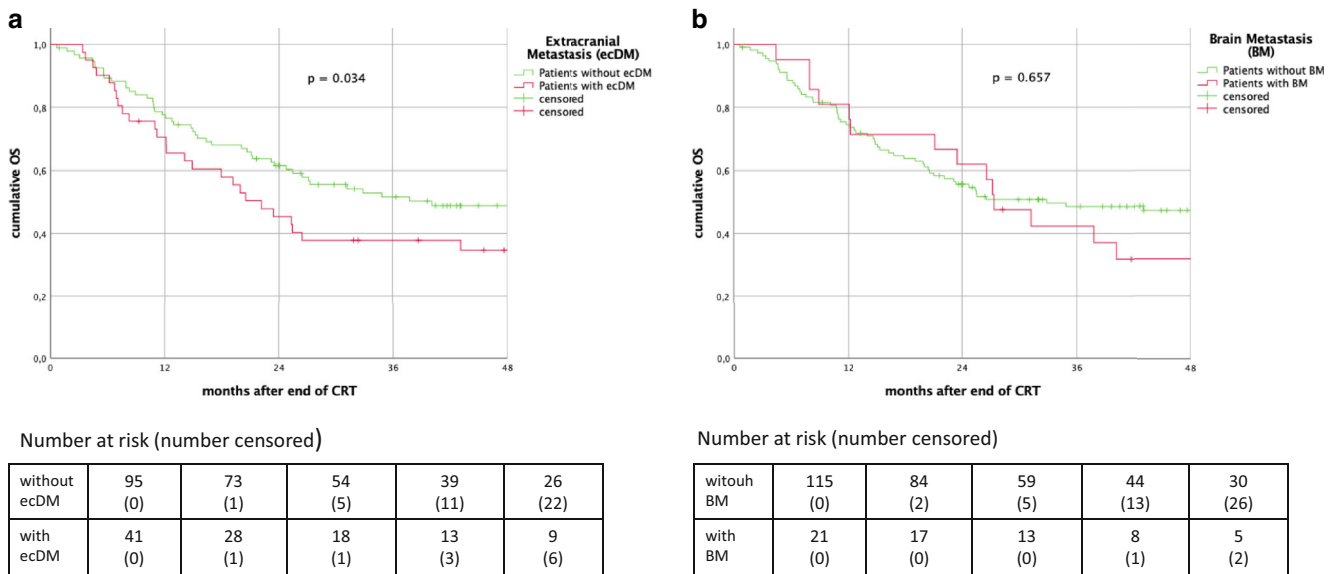 a
Extracranial
Metastasis (ecDM)
Patients without ecDM
Patients with ecDM
censored
censored
p = 0.034
1,0
0,8
0,6
0,4
0,2
0,0
cumulative OS
0
12
24
36
48
months after end of CRT
Number at risk (number censored)
without ecDM 95 (0) 73 (1) 54 (5) 39 (11) 26 (22)
with ecDM 41 (0) 28 (1) 18 (1) 13 (3) 9 (6)
b
Brain Metastasis
(BM)
Patients without BM
Patients with BM
censored
censored
p = 0.657
1,0
0,8
0,6
0,4
0,2
0,0
cumulative OS
0
12
24
36
48
months after end of CRT
Number at risk (number censored)
witouh BM 115 (0) 84 (2) 59 (5) 44 (13) 30 (26)
with BM 21 (0) 17 (0) 13 (0) 8 (1) 5 (2)